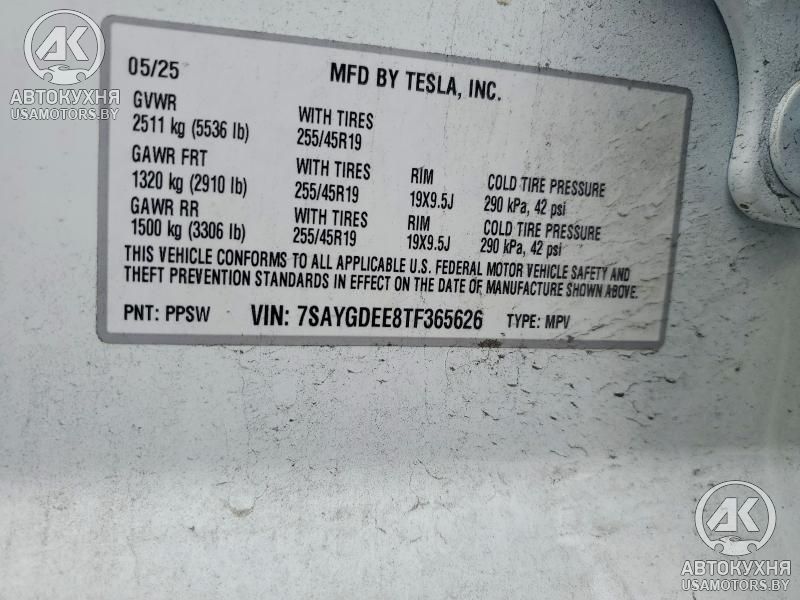 АК
АВТОКУХНЯ
USAMOTORS.BY
05/25 MFD BY TESLA, INC.
GVWR
2511 kg (5536 lb) WITH TIRES 255/45R19
GAWR FRT
1320 kg (2910 lb) WITH TIRES 255/45R19 RIM 19X9.5J COLD TIRE PRESSURE 290 kPa, 42 psi
GAWR RR
1500 kg (3306 lb) WITH TIRES 255/45R19 RIM 19X9.5J COLD TIRE PRESSURE 290 kPa, 42 psi
THIS VEHICLE CONFORMS TO ALL APPLICABLE U.S. FEDERAL MOTOR VEHICLE SAFETY AND
THEFT PREVENTION STANDARDS IN EFFECT ON THE DATE OF MANUFACTURE SHOWN ABOVE.
PNT: PPSW VIN: 7SAYGDEE8TF365626 TYPE: MPV
АК
АВТОКУХНЯ
USAMOTORS.BY